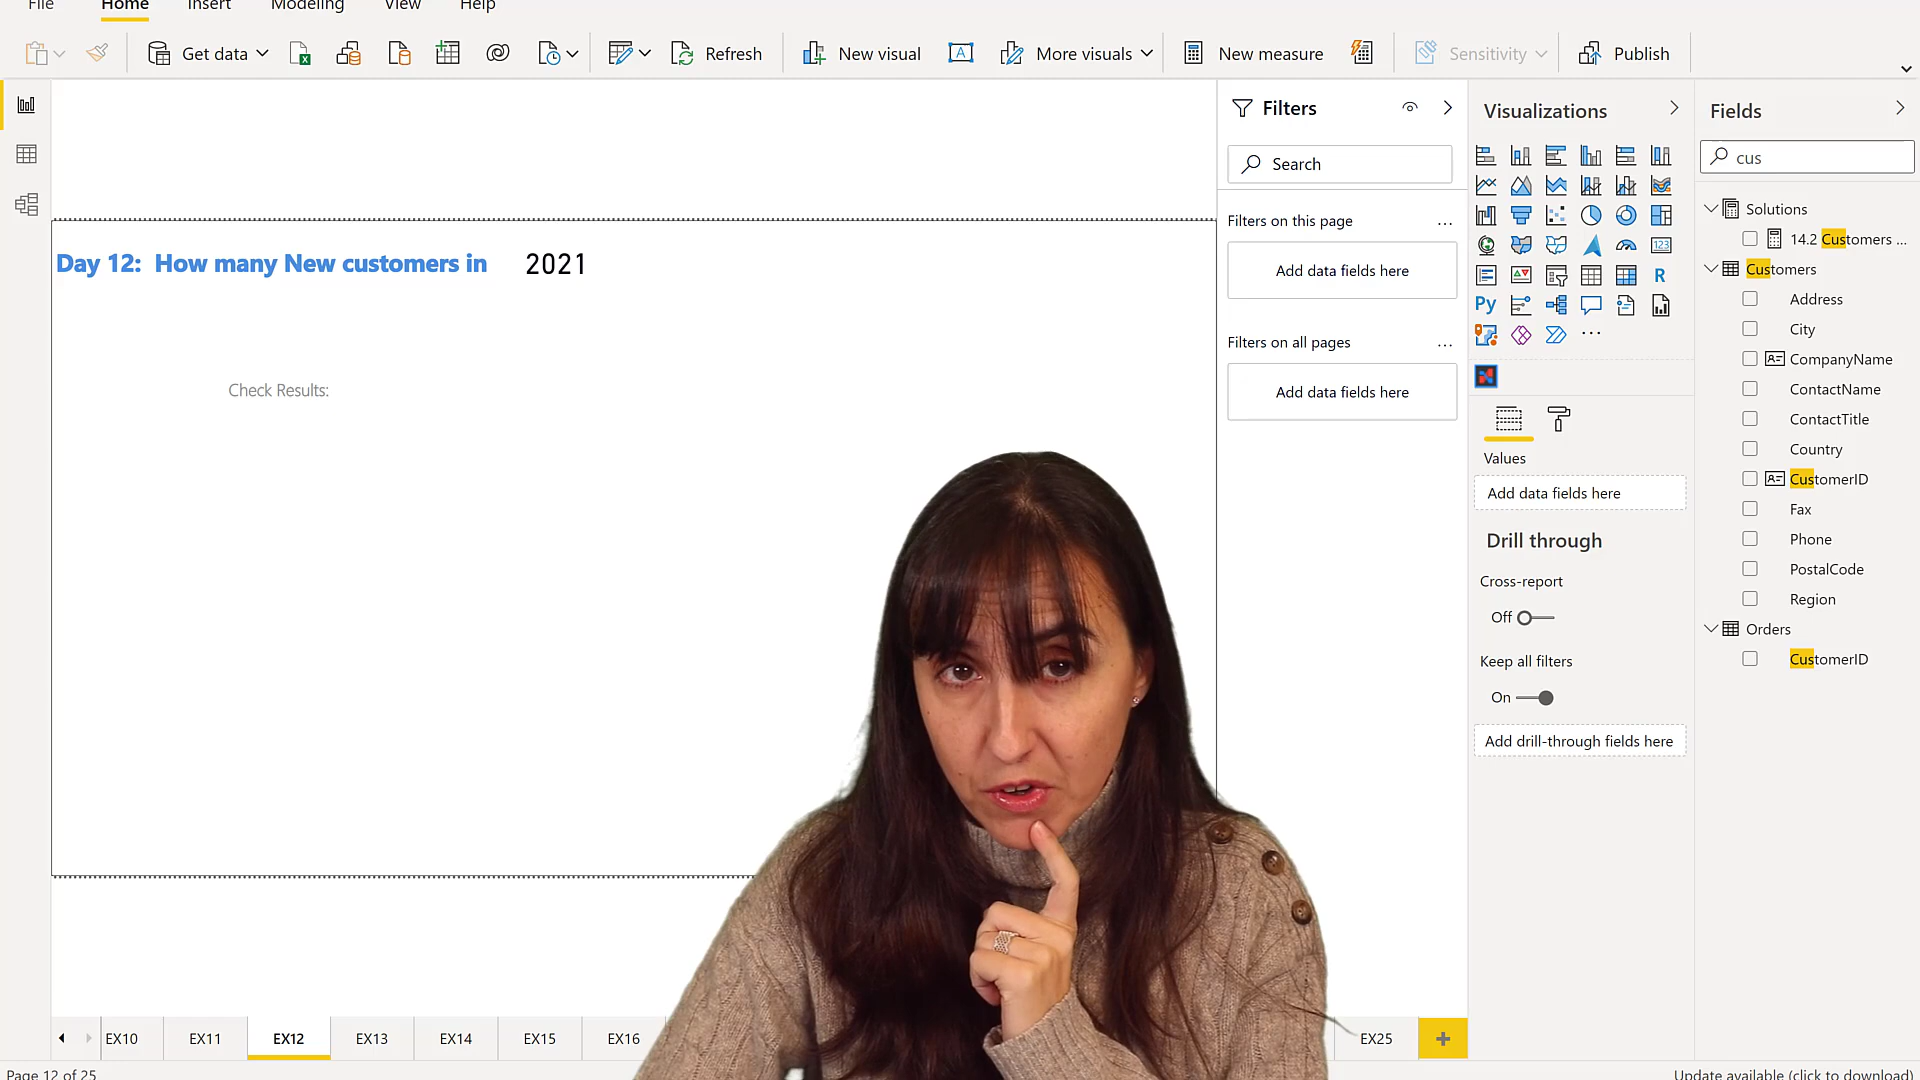 File Home Insert Modeling View Help
Get data Refresh New visual More visuals New measure Sensitivity Publish
Filters
Search
Filters on this page ...
Add data fields here
Filters on all pages ...
Add data fields here
Visualizations
123
R
Py
...
Values
Add data fields here
Drill through
Cross-report
Off
Keep all filters
On
Add drill-through fields here
Fields
cus
Solutions
14.2 Customers ...
Customers
Address
City
CompanyName
ContactName
ContactTitle
Country
CustomerID
Fax
Phone
PostalCode
Region
Orders
CustomerID
Day 12: How many New customers in 2021
Check Results:
EX10 EX11 EX12 EX13 EX14 EX15 EX16 EX25 +
Page 12 of 25
Update available (click to download)